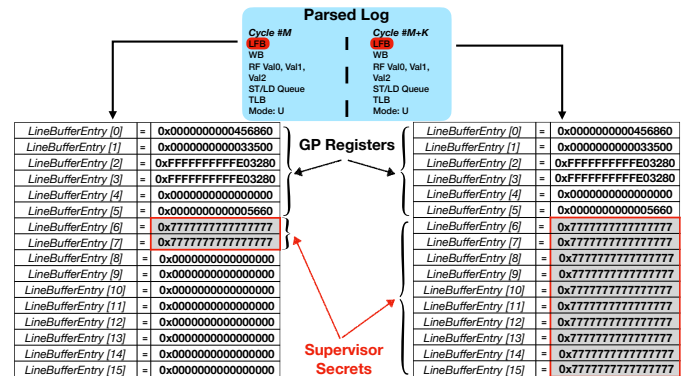 Parsed Log
Cycle #M
LFB
WB
RF Val0, Val1,
Val2
ST/LD Queue
TLB
Mode: U
Cycle #M+K
LFB
WB
RF Val0, Val1,
Val2
ST/LD Queue
TLB
Mode: U
LineBufferEntry [0] = 0x0000000000456860
LineBufferEntry [1] = 0x0000000000033500
LineBufferEntry [2] = 0xFFFFFFFFFFE03280
LineBufferEntry [3] = 0xFFFFFFFFFFE03280
LineBufferEntry [4] = 0x0000000000000000
LineBufferEntry [5] = 0x0000000000005660
LineBufferEntry [6] = 0x7777777777777777
LineBufferEntry [7] = 0x7777777777777777
LineBufferEntry [8] = 0x0000000000000000
LineBufferEntry [9] = 0x0000000000000000
LineBufferEntry [10] = 0x0000000000000000
LineBufferEntry [11] = 0x0000000000000000
LineBufferEntry [12] = 0x0000000000000000
LineBufferEntry [13] = 0x0000000000000000
LineBufferEntry [14] = 0x0000000000000000
LineBufferEntry [15] = 0x0000000000000000
GP Registers
Supervisor
Secrets
LineBufferEntry [0] = 0x0000000000456860
LineBufferEntry [1] = 0x0000000000033500
LineBufferEntry [2] = 0xFFFFFFFFFFE03280
LineBufferEntry [3] = 0xFFFFFFFFFFE03280
LineBufferEntry [4] = 0x0000000000000000
LineBufferEntry [5] = 0x0000000000005660
LineBufferEntry [6] = 0x7777777777777777
LineBufferEntry [7] = 0x7777777777777777
LineBufferEntry [8] = 0x7777777777777777
LineBufferEntry [9] = 0x7777777777777777
LineBufferEntry [10] = 0x7777777777777777
LineBufferEntry [11] = 0x7777777777777777
LineBufferEntry [12] = 0x7777777777777777
LineBufferEntry [13] = 0x7777777777777777
LineBufferEntry [14] = 0x7777777777777777
LineBufferEntry [15] = 0x7777777777777777